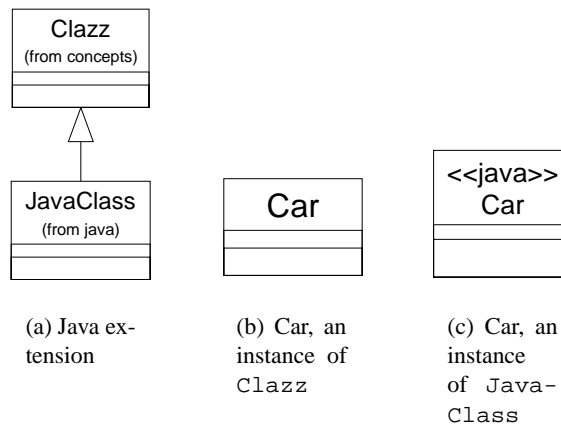 Clazz
(from concepts)
JavaClass
(from java)
Car
<<java>>
Car
(a) Java ex-
tension
(b) Car, an
instance of
Clazz
(c) Car, an
instance
of Java-
Class